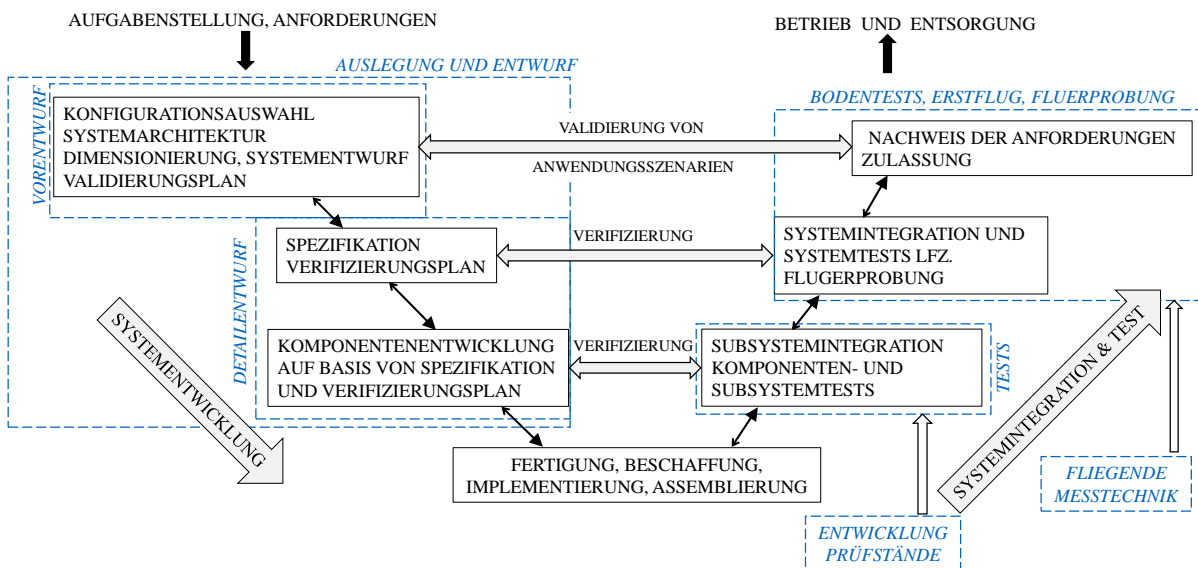 AUFGABENSTELLUNG, ANFORDERUNGEN
BETRIEB UND ENTSORGUNG
AUSLEGUNG UND ENTWURF
BODENTESTS, ERSTFLUG, FLUERPROBUNG
VORENTWURF
KONFIGURATIONSAUSWAHL
SYSTEMARCHITEKTUR
DIMENSIONIERUNG, SYSTEMENTWURF
VALIDIERUNGSPLAN
VALIDIERUNG VON
ANWENDUNGSSZENARIEN
NACHWEIS DER ANFORDERUNGEN
ZULASSUNG
DETAILENTWURF
SPEZIFIKATION
VERIFIZIERUNGSPLAN
VERIFIZIERUNG
SYSTEMINTEGRATION UND
SYSTEMTESTS LFZ.
FLUGERPROBUNG
SYSTEMENTWICKLUNG
KOMPONENTENENTWICKLUNG
AUF BASIS VON SPEZIFIKATION
UND VERIFIZIERUNGSPLAN
VERIFIZIERUNG
SUBSYSTEMINTEGRATION
KOMPONENTEN- UND
SUBSYSTEMTESTS
TESTS
SYSTEMINTEGRATION & TEST
FERTIGUNG, BESCHAFFUNG,
IMPLEMENTIERUNG, ASSEMBLIERUNG
FLIEGENDE
MESSTECHNIK
ENTWICKLUNG
PRÜFSTÄNDE